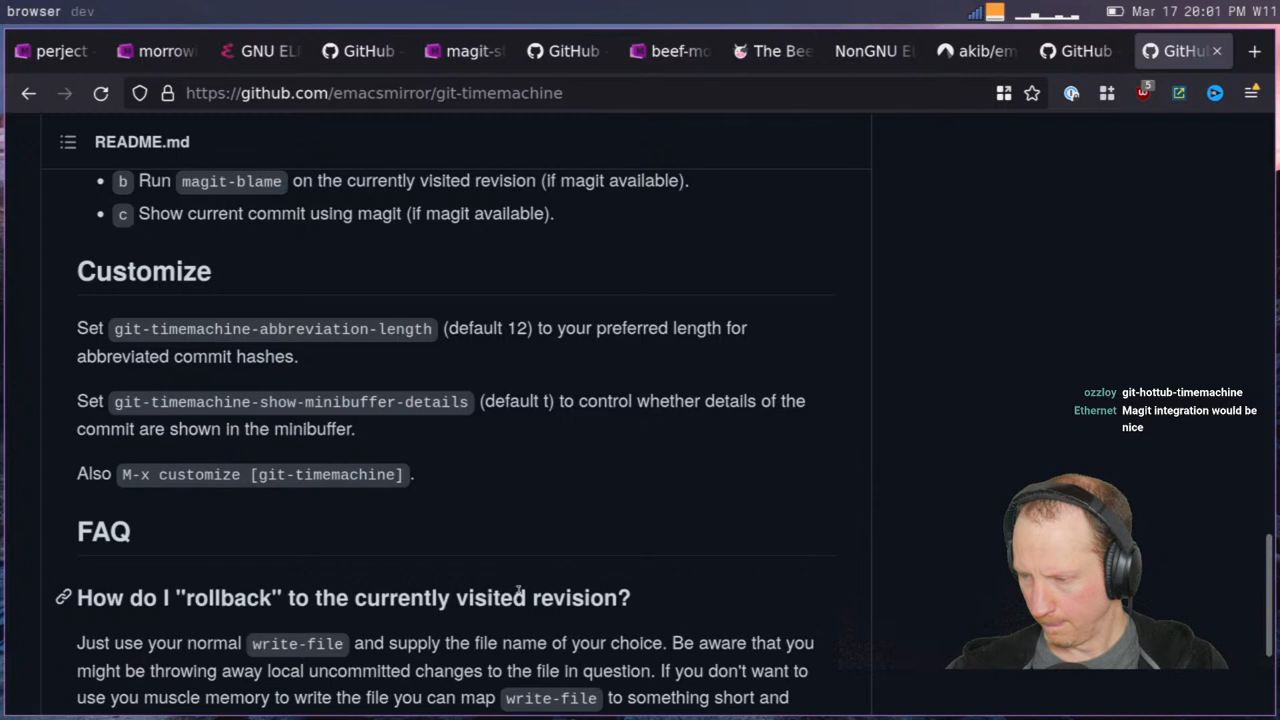 browser dev
Mar 17 20:01 W11
perject
morrowi
GNU EL
GitHub
magit-s
GitHub
beef-mo
The Bee
NonGNU EL
akib/em
GitHub
GitHu
https://github.com/emacsmirror/git-timemachine
5
README.md
• b Run magit-blame on the currently visited revision (if magit available).
• c Show current commit using magit (if magit available).
Customize
Set git-timemachine-abbreviation-length (default 12) to your preferred length for
abbreviated commit hashes.
Set git-timemachine-show-minibuffer-details (default t) to control whether details of the
commit are shown in the minibuffer.
Also M-x customize [git-timemachine].
FAQ
How do I "rollback" to the currently visited revision?
Just use your normal write-file and supply the file name of your choice. Be aware that you
might be throwing away local uncommitted changes to the file in question. If you don't want to
use you muscle memory to write the file you can map write-file to something short and
ozzloy git-hottub-timemachine
Ethernet Magit integration would be
nice